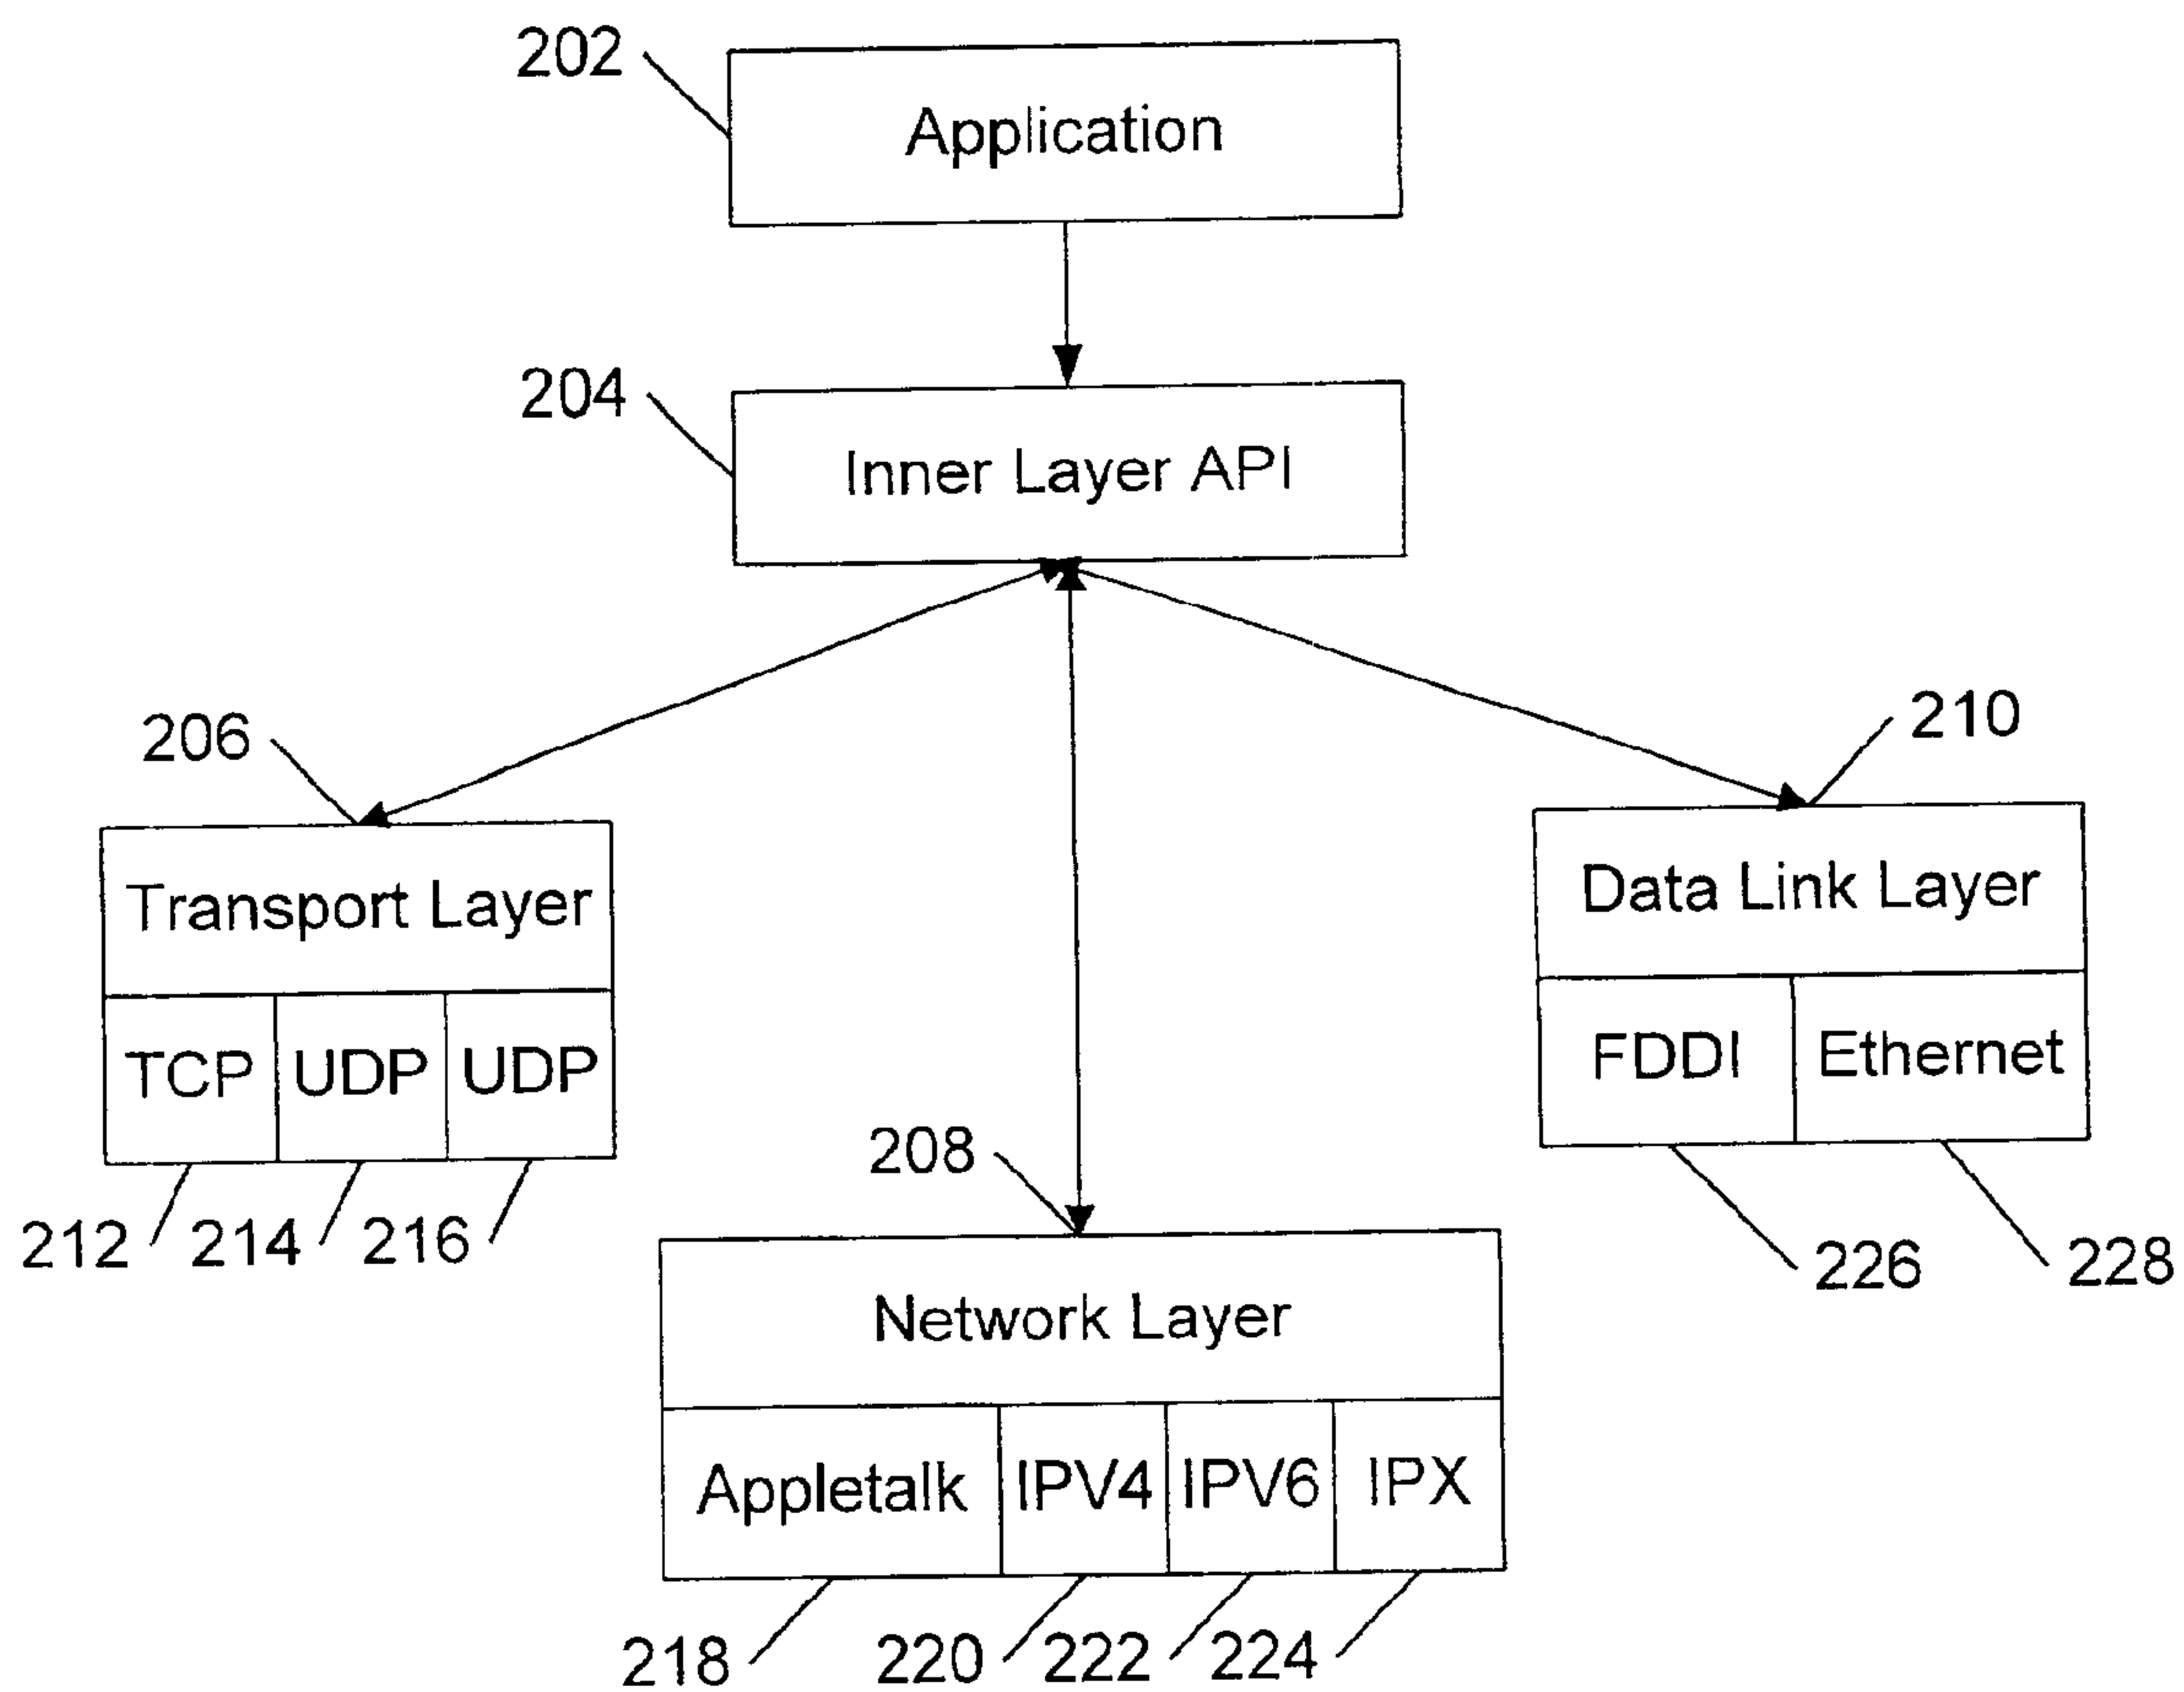 202
Application
204
Inner Layer API
206
210
Transport Layer
Data Link Layer
TCP UDP UDP
FDDI Ethernet
208
212 214 216
226 228
Network Layer
Appletalk IPV4 IPV6 IPX
218 220 222 224